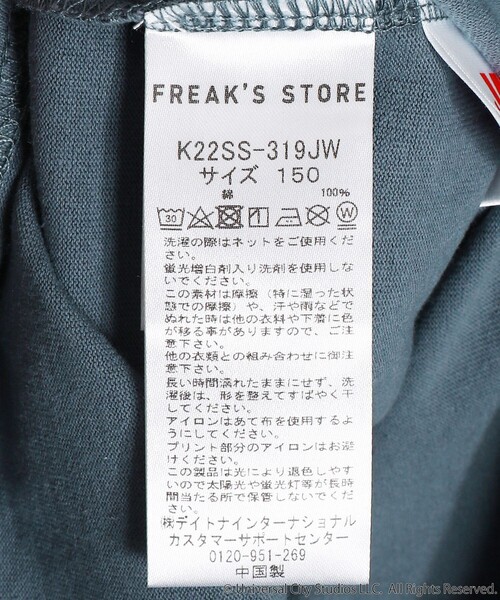 FREAK'S STORE
K22SS-319JW
サイズ 150
綿 100%
30 W
洗濯の際はネットをご使用くだ
さい。
蛍光増白剤入り洗剤を使用しな
いでください。
この素材は摩擦(特に湿った状
態での摩擦)や、汗や雨などで
ぬれた時は他の衣料や下着に色
が移る事がありますので、ご注
意下さい。
他の衣類との組み合わせに御注
意下さい。
長い時間濡れたままにせず、洗
濯後は、形を整えてすばやく干
してください。
アイロンはあて布を使用するよ
うにしてください。
プリント部分のアイロンはお避
けください。
この製品は光により退色しやす
いので太陽光や蛍光灯等が長時
間当たる所で保管しないでくだ
さい。
㈱デイトナインターナショナル
カスタマーサポートセンター
0120-951-269
中国製
©Universal City Studios LLC. All Rights Reserved.